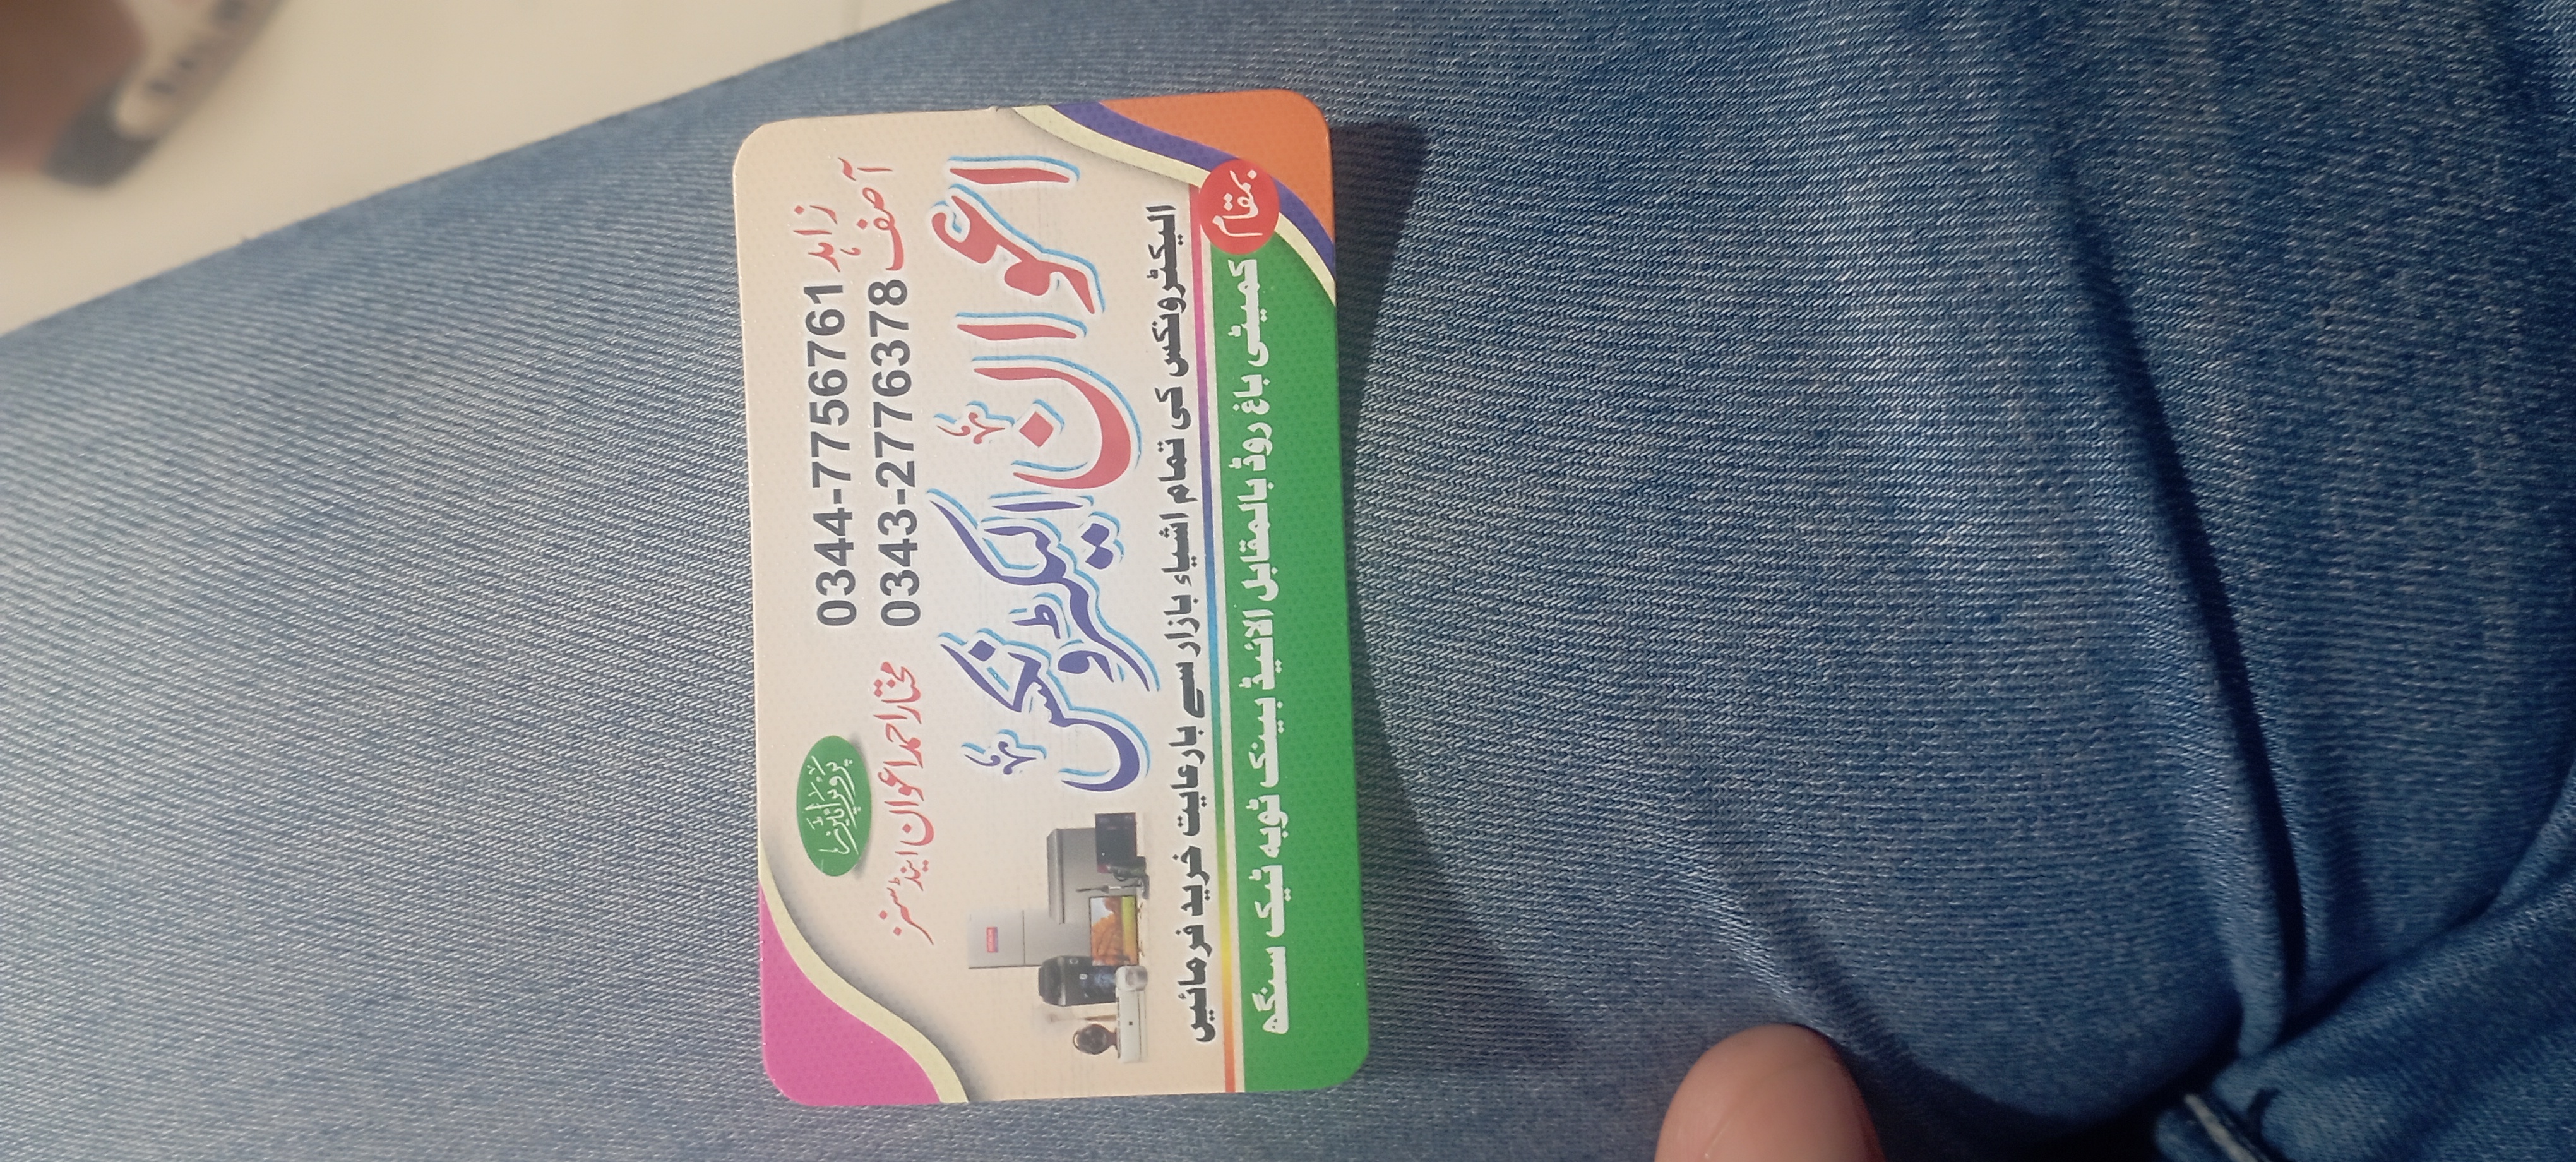 پروپرائیٹرز
مختار احمد اعوان اینڈ سنز
زاہد 0344-7756761
آصف 0343-2776378
اعوان الیکٹرونکس
الیکٹرونکس کی تمام اشیاء بازار سے بارعایت خرید فرمائیں
بمقام
کمیٹی باغ روڈ بالمقابل الائیڈ بینک ٹوبہ ٹیک سنگھ